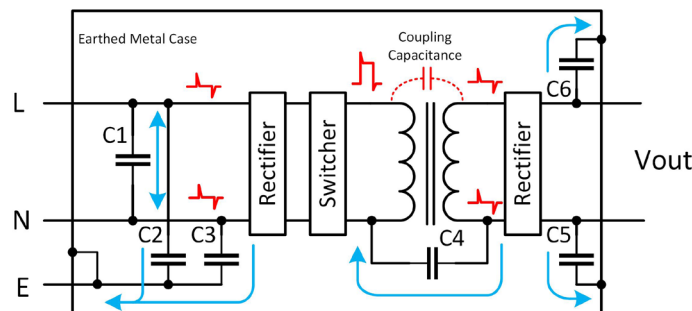 Earthed Metal Case
Coupling
Capacitance
L
C1
Rectifier
Switcher
Rectifier
C6
Vout
N
C2
C3
C4
C5
E